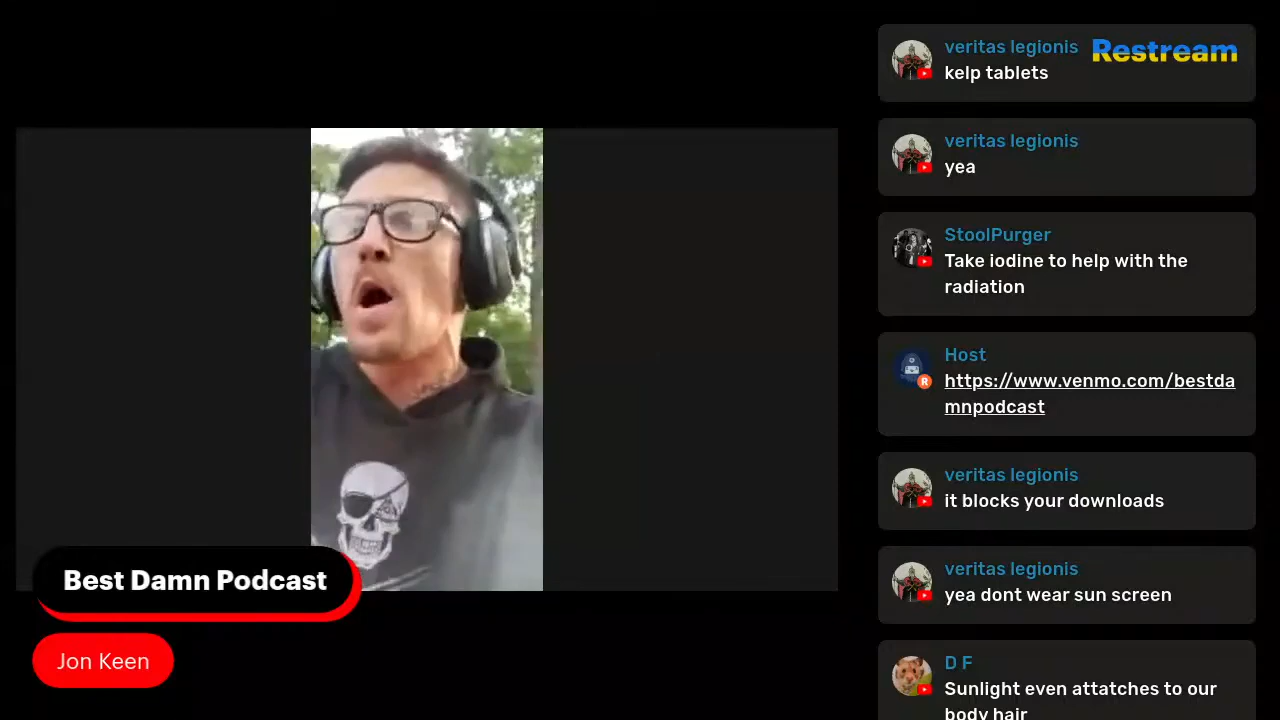 veritas legionis
Restream
kelp tablets
veritas legionis
yea
StoolPurger
Take iodine to help with the
radiation
Host
https://www.venmo.com/bestda
mnpodcast
veritas legionis
it blocks your downloads
veritas legionis
yea dont wear sun screen
D F
Sunlight even attatches to our
body hair
Best Damn Podcast
Jon Keen